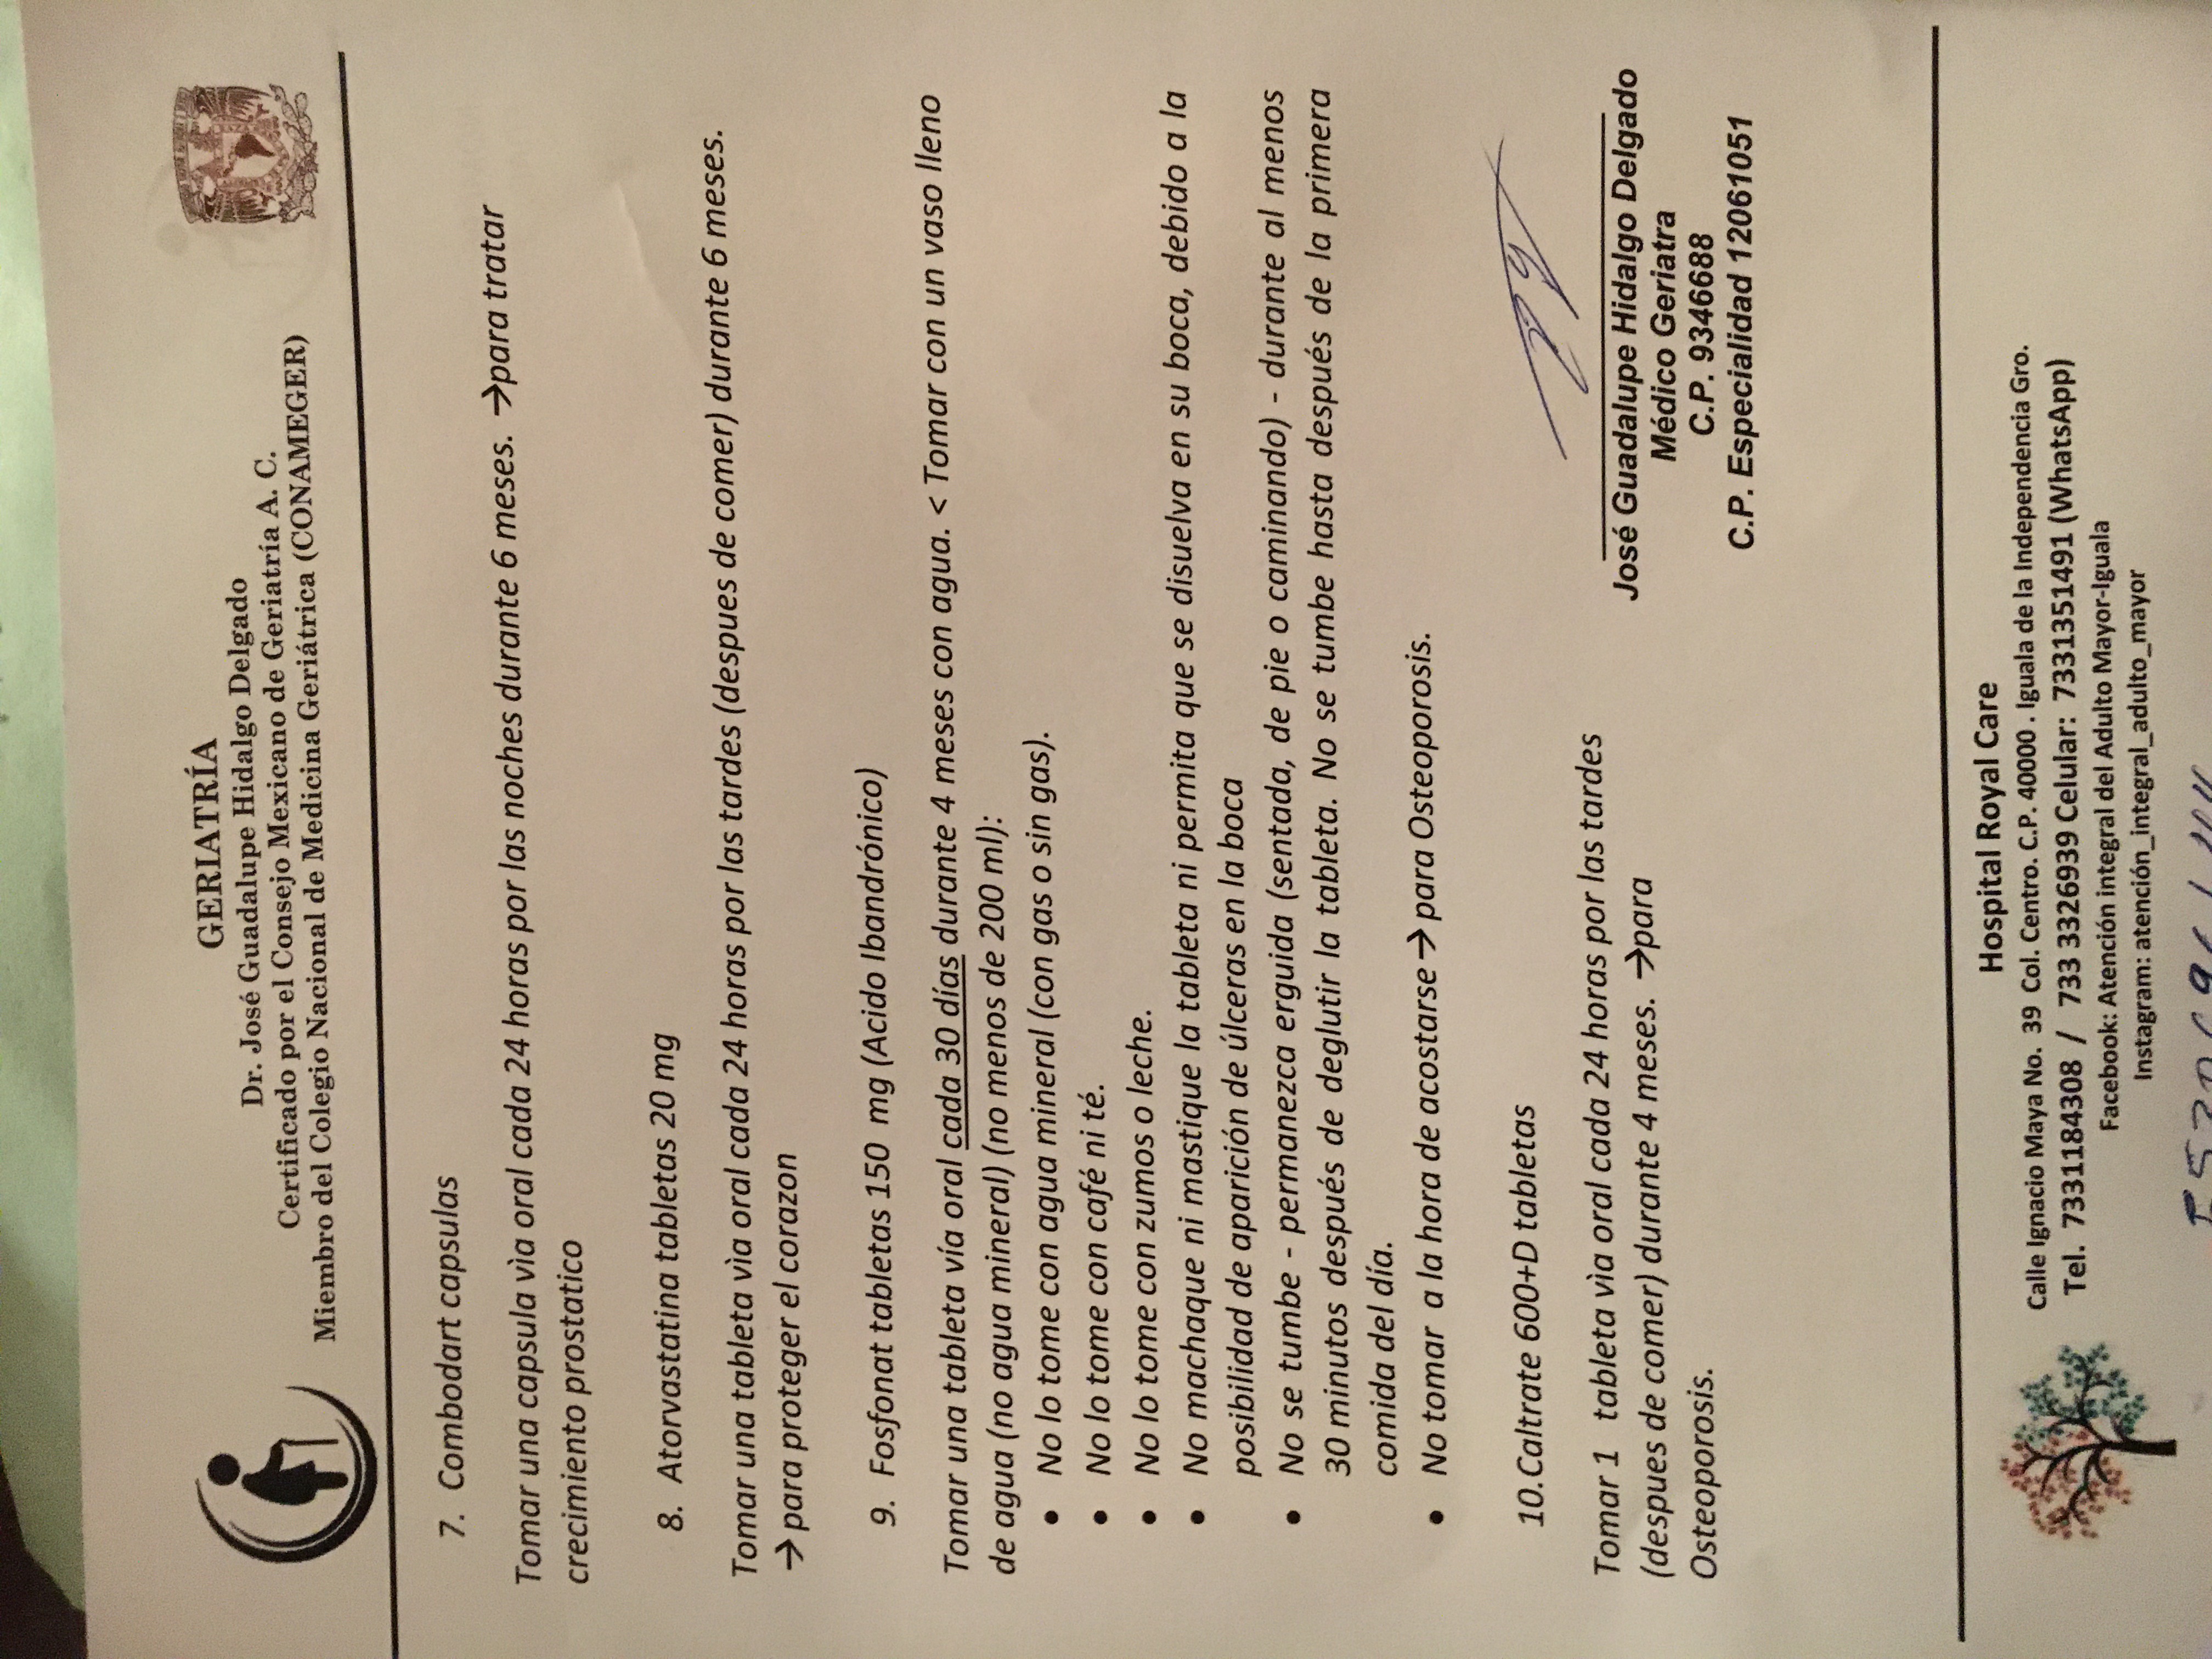 GERIATRÍA
Dr. José Guadalupe Hidalgo Delgado
Certificado por el Consejo Mexicano de Geriatría A. C.
Miembro del Colegio Nacional de Medicina Geriátrica (CONAMEGER)
7. Combodart capsulas
Tomar una capsula vìa oral cada 24 horas por las noches durante 6 meses. →para tratar
crecimiento prostatico
8. Atorvastatina tabletas 20 mg
Tomar una tableta vìa oral cada 24 horas por las tardes (despues de comer) durante 6 meses.
→ para proteger el corazon
9. Fosfonat tabletas 150 mg (Acido Ibandrónico)
Tomar una tableta vía oral cada 30 días durante 4 meses con agua. < Tomar con un vaso lleno
de agua (no agua mineral) (no menos de 200 ml):
• No lo tome con agua mineral (con gas o sin gas).
• No lo tome con café ni té.
• No lo tome con zumos o leche.
• No machaque ni mastique la tableta ni permita que se disuelva en su boca, debido a la
posibilidad de aparición de úlceras en la boca
• No se tumbe - permanezca erguida (sentada, de pie o caminando) - durante al menos
30 minutos después de deglutir la tableta. No se tumbe hasta después de la primera
comida del día.
• No tomar a la hora de acostarse→ para Osteoporosis.
10. Caltrate 600+D tabletas
Tomar 1 tableta vìa oral cada 24 horas por las tardes
(despues de comer) durante 4 meses. →para
Osteoporosis.
José Guadalupe Hidalgo Delgado
Médico Geriatra
C.P. 9346688
C.P. Especialidad 12061051
Hospital Royal Care
Calle Ignacio Maya No. 39 Col. Centro. C.P. 40000 . Iguala de la Independencia Gro.
Tel. 7331184308 / 733 3326939 Celular: 7331351491 (WhatsApp)
Facebook: Atención integral del Adulto Mayor-Iguala
Instagram: atención_integral_adulto_mayor